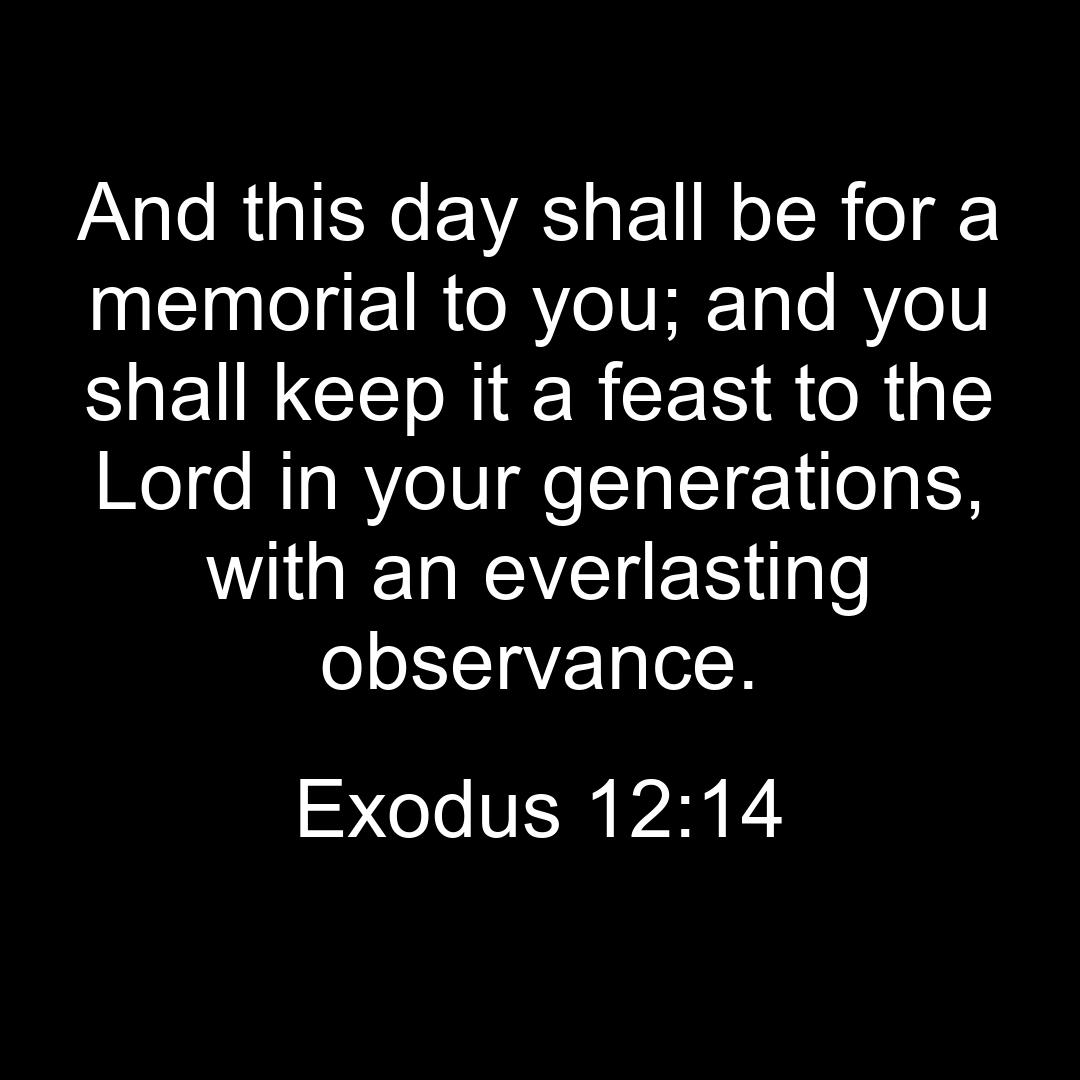 And this day shall be for a
memorial to you; and you
shall keep it a feast to the
Lord in your generations,
with an everlasting
observance.
Exodus 12:14